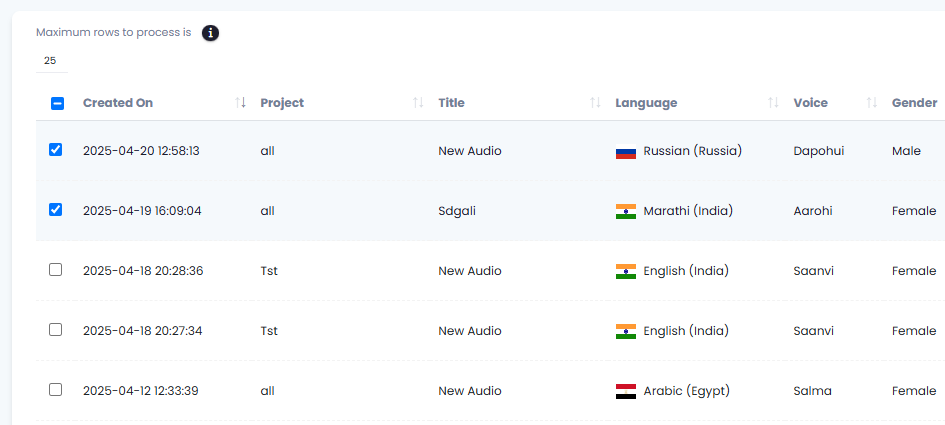 Maximum rows to process is i
25
Created On Project Title Language Voice Gender
2025-04-20 12:58:13 all New Audio Russian (Russia) Dapohui Male
2025-04-19 16:09:04 all Sdgali Marathi (India) Aarohi Female
2025-04-18 20:28:36 Tst New Audio English (India) Saanvi Female
2025-04-18 20:27:34 Tst New Audio English (India) Saanvi Female
2025-04-12 12:33:39 all New Audio Arabic (Egypt) Salma Female